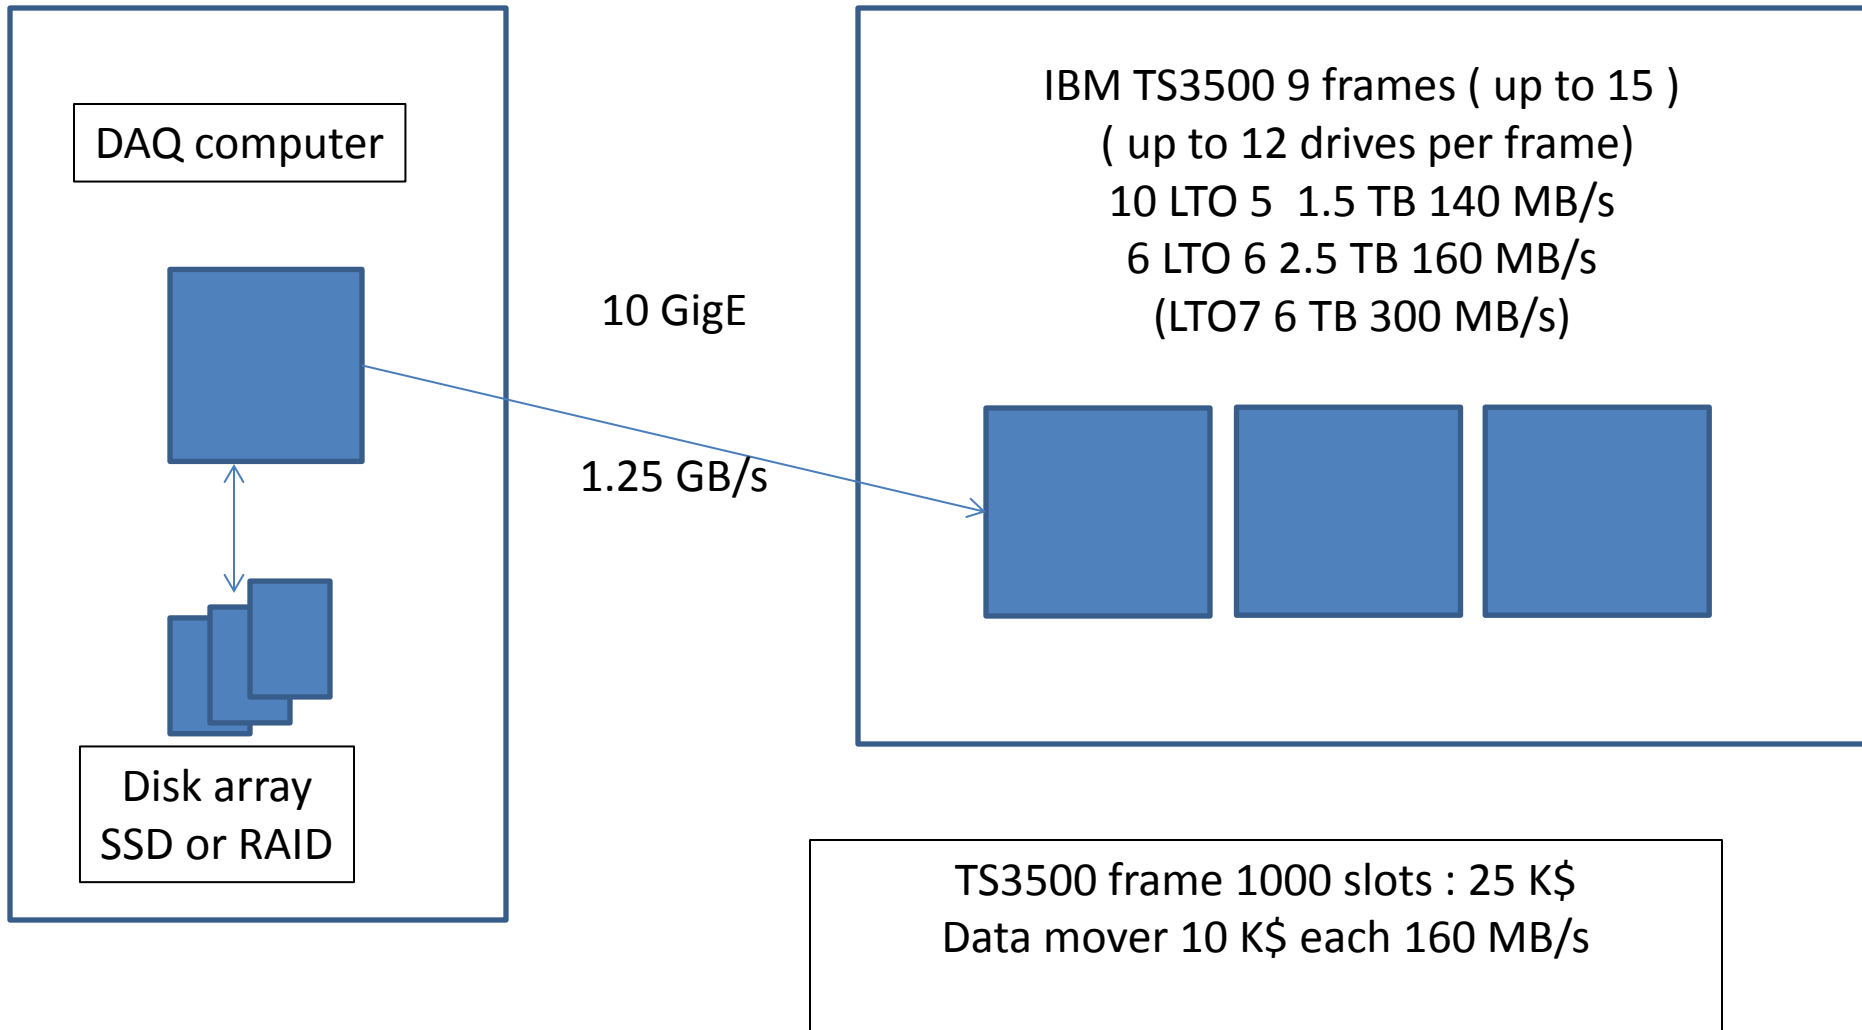 DAQ computer
Disk array
SSD or RAID
10 GigE
1.25 GB/s
IBM TS3500 9 frames ( up to 15 )
( up to 12 drives per frame)
10 LTO 5  1.5 TB 140 MB/s
6 LTO 6 2.5 TB 160 MB/s
(LTO7 6 TB 300 MB/s)
TS3500 frame 1000 slots : 25 K$
Data mover 10 K$ each 160 MB/s